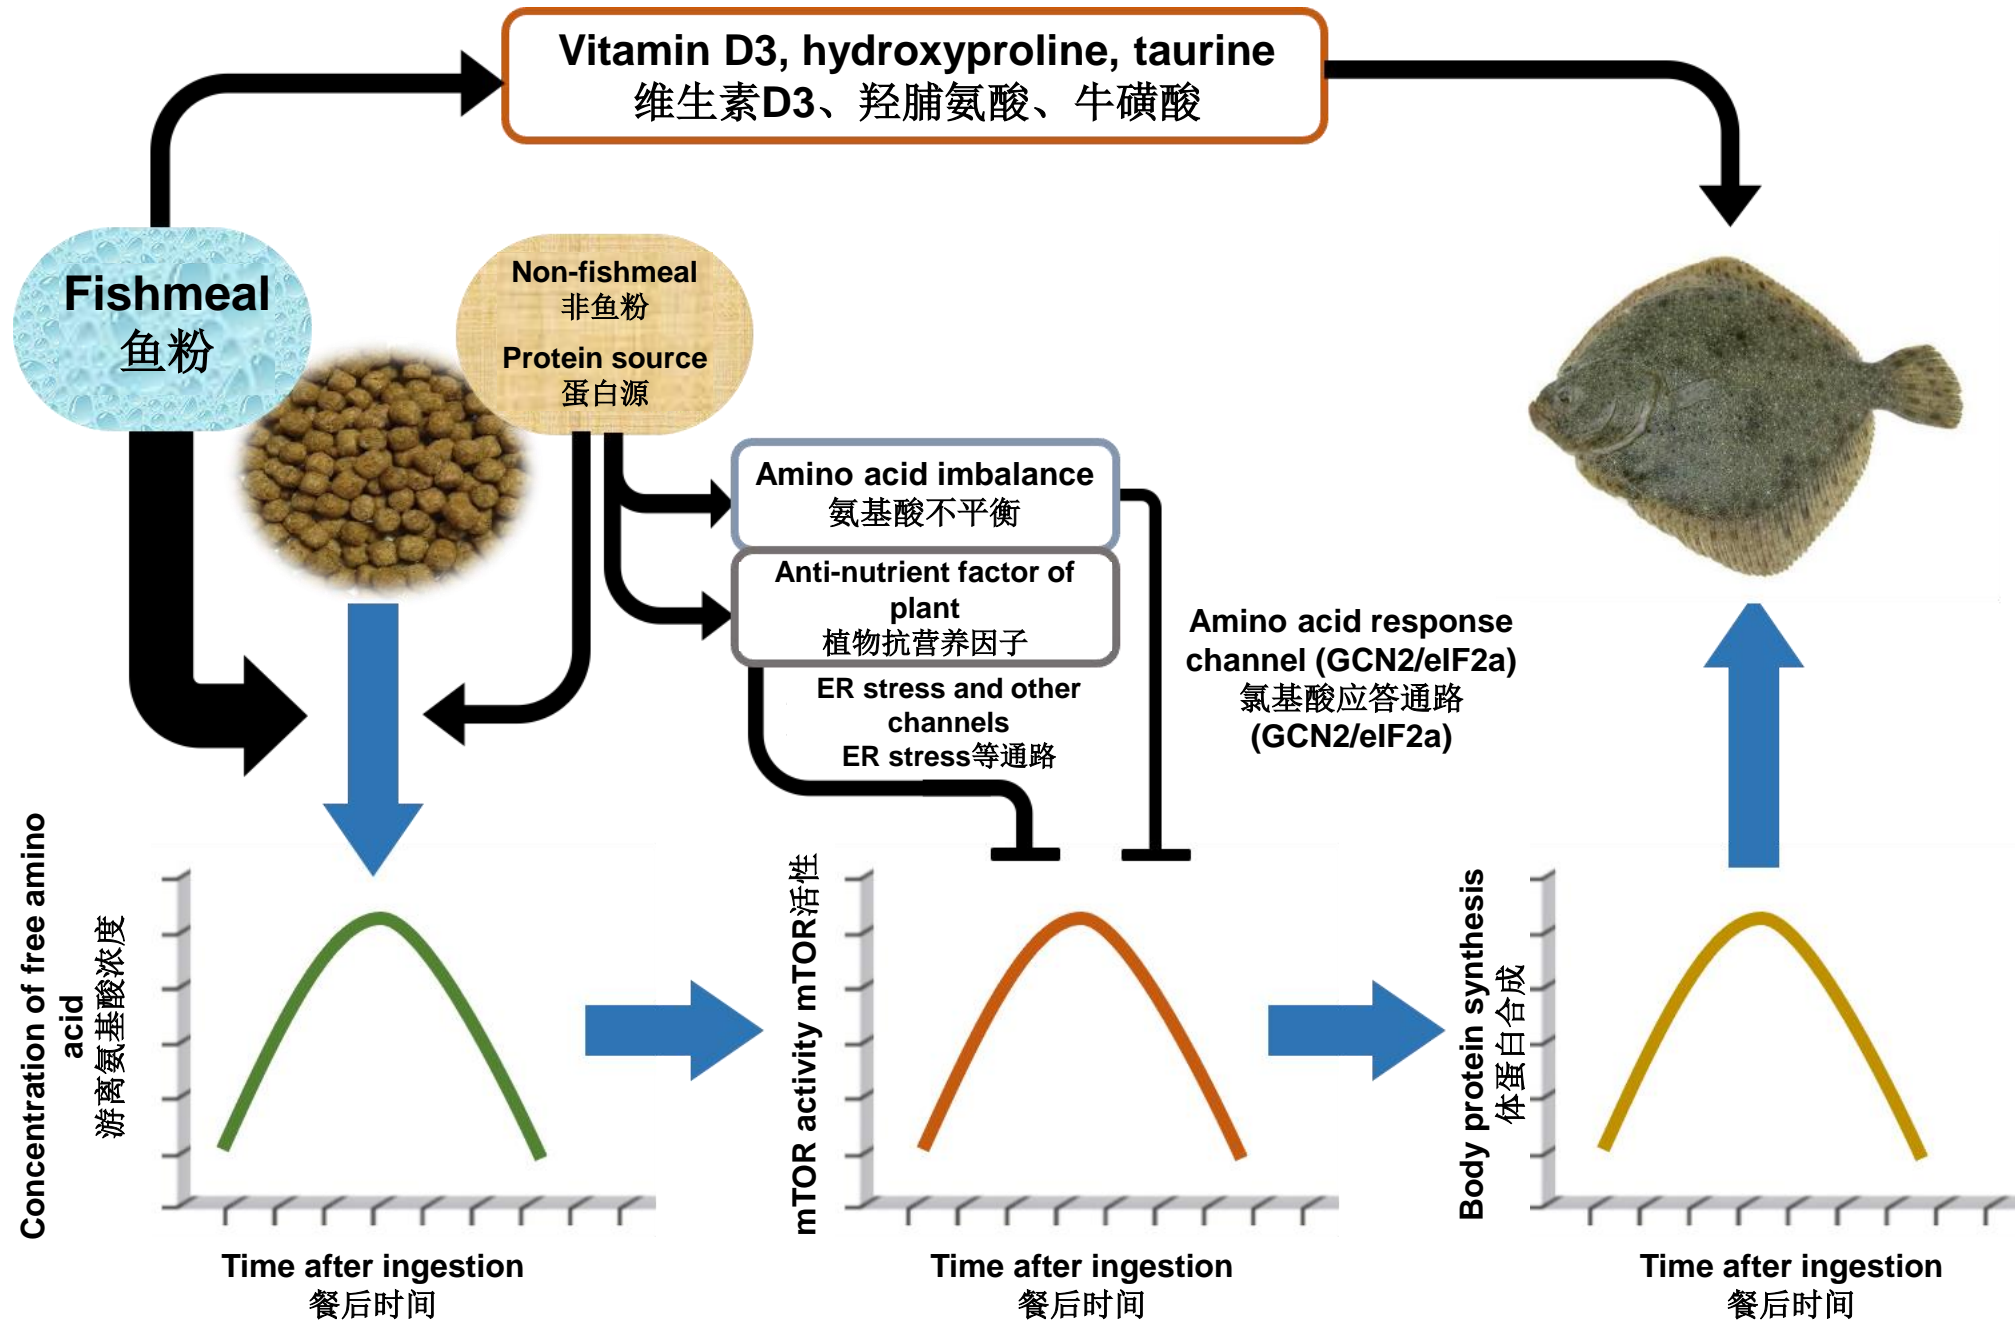 Vitamin D3, hydroxyproline, taurine
维生素D3、羟脯氨酸、牛磺酸
Fishmeal
鱼粉
Non-fishmeal
非鱼粉
Protein source
蛋白源
Amino acid imbalance
氨基酸不平衡
Anti-nutrient factor of
plant
植物抗营养因子
ER stress and other
channels
ER stress等通路
Amino acid response
channel (GCN2/eIF2a)
氯基酸应答通路
(GCN2/eIF2a)
Concentration of free amino
acid
游离氨基酸浓度
Time after ingestion
餐后时间
mTOR activity mTOR活性
Time after ingestion
餐后时间
Body protein synthesis
体蛋白合成
Time after ingestion
餐后时间